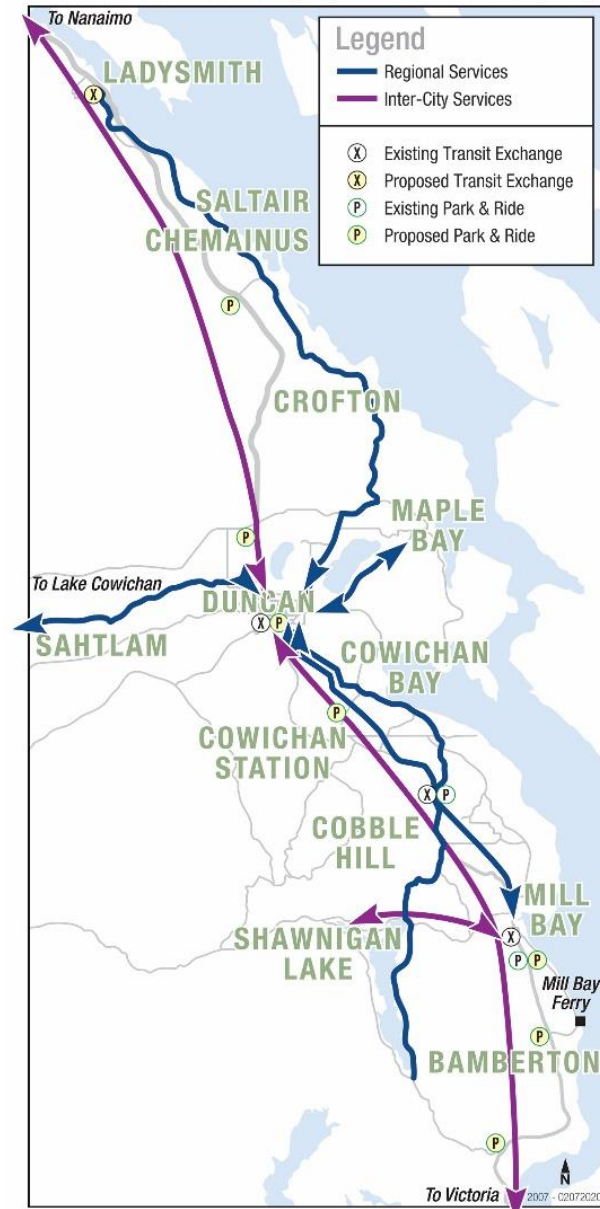 To Nanaimo
Legend
Regional Services
Inter-City Services
X Existing Transit Exchange
X Proposed Transit Exchange
P Existing Park & Ride
P Proposed Park & Ride
LADYSMITH
X
SALTAIR
CHEMAINUS
P
CROFTON
MAPLE
BAY
P
To Lake Cowichan
DUNCAN
X P
SAHTLAM
COWICHAN
BAY
P
COWICHAN
STATION
X P
COBBLE
HILL
MILL
BAY
SHAWNIGAN
LAKE
X
P P
Mill Bay
Ferry
P
BAMBERTON
P
N
To Victoria
2007 - 02072020